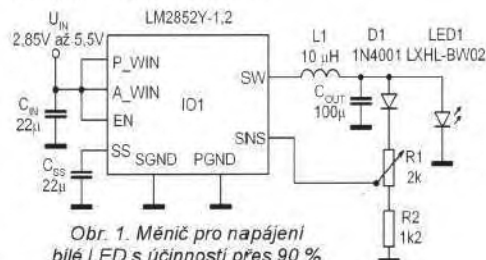 U_IN
2,85V až 5,5V
C_IN
22µ
C_SS
22µ
LM2852Y-1,2
P_WIN
A_WIN
EN
SS
SGND
PGND
IO1
SW
SNS
L1
10 µH
C_OUT
100µ
D1
1N4001
LED1
LXHL-BW02
R1
2k
R2
1k2
Obr. 1. Měnič pro napájení
bílé LED s účinností přes 90 %